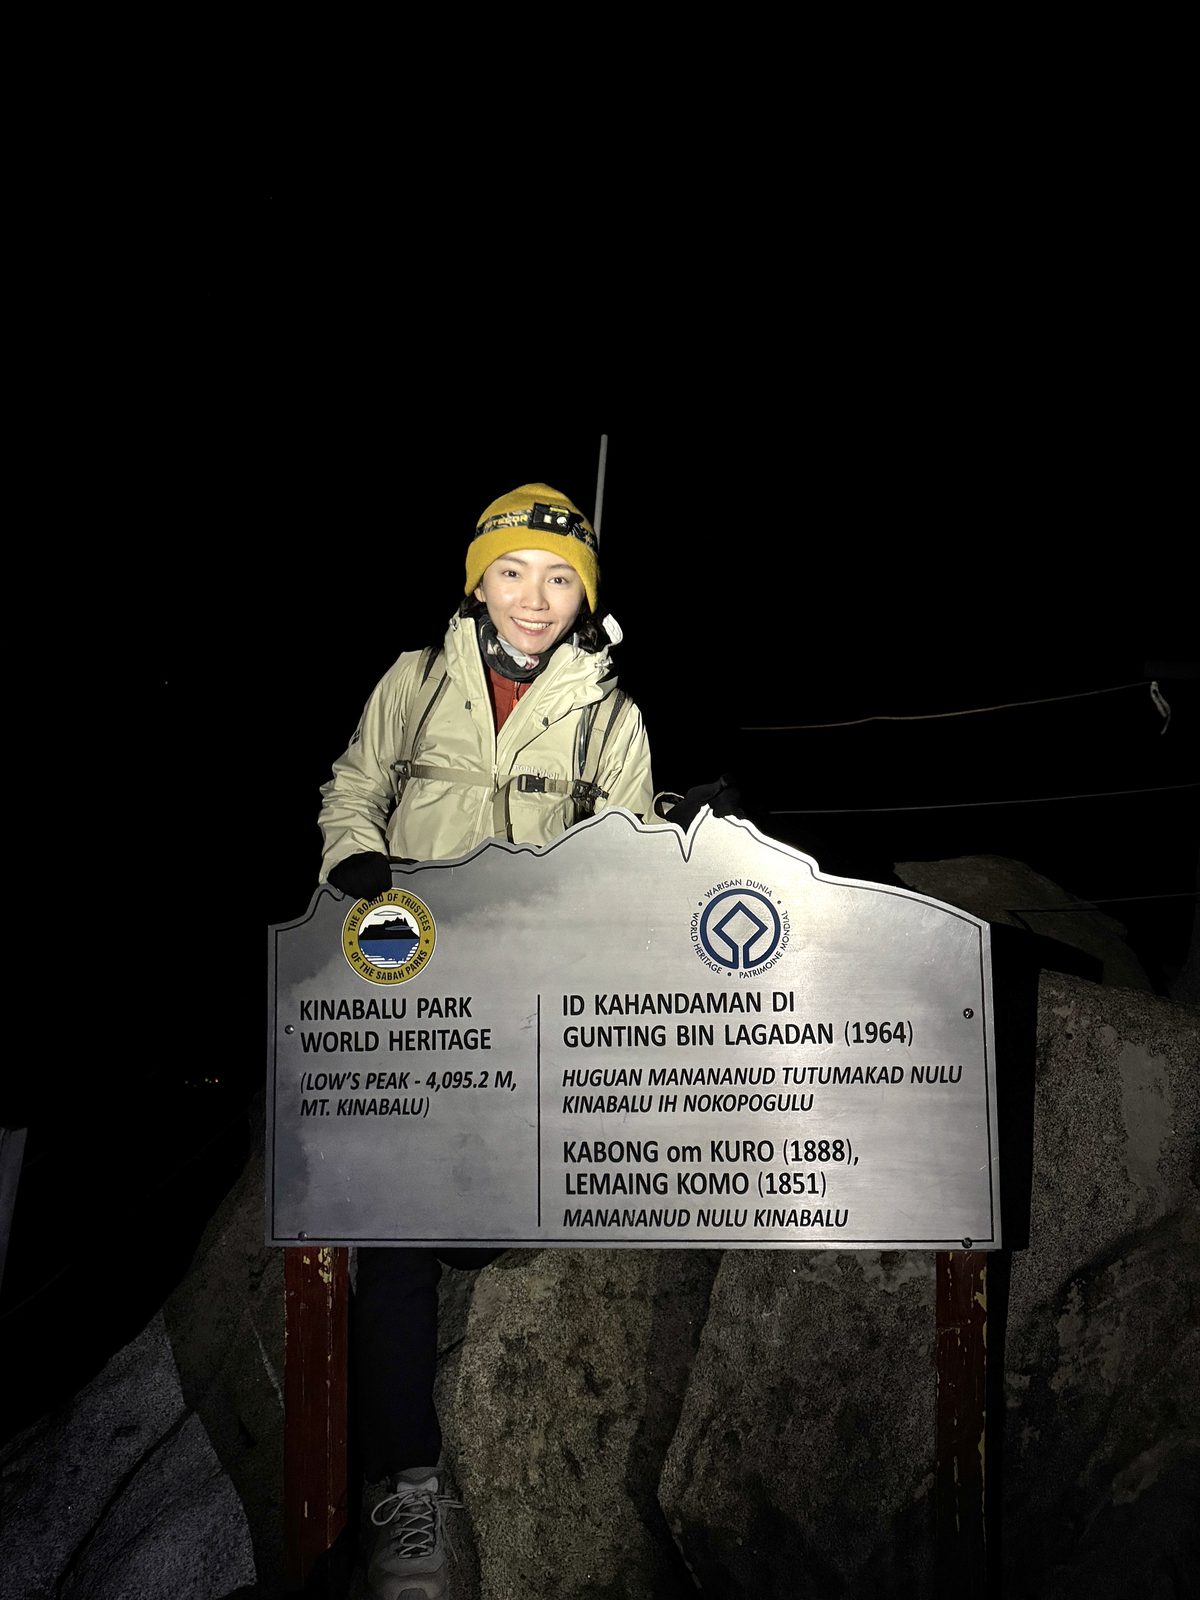 THE BOARD OF TRUSTEES
OF THE SABAH PARKS
WARISAN DUNIA
WORLD HERITAGE
PATRIMOINE MONDIAL
KINABALU PARK
WORLD HERITAGE
(LOW'S PEAK - 4,095.2 M,
MT. KINABALU)
ID KAHANDAMAN DI
GUNTING BIN LAGADAN (1964)
HUGUAN MANANANUD TUTUMAKAD NULU
KINABALU IH NOKOPOGULU
KABONG om KURO (1888),
LEMAING KOMO (1851)
MANANANUD NULU KINABALU